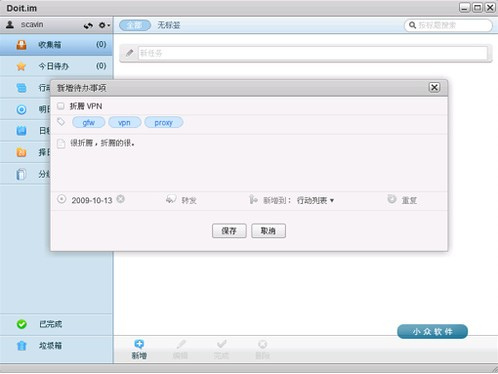 Doit.im
scavin
全部 无标签
按标题搜索
收集箱 (0)
新任务
今日待办 (0)
行动
新增待办事项
明日
日程
择日
分
折腾 VPN
gfw vpn proxy
很折腾，折腾的很。
2009-10-13 转发 新增到： 行动列表 重复
保存 取消
已完成
垃圾箱
新增 编辑 完成 删除
小众软件